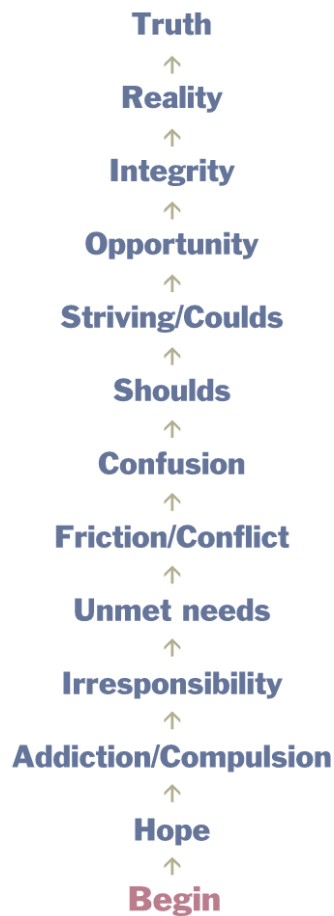 Truth
↑
Reality
↑
Integrity
↑
Opportunity
↑
Striving/Coulds
↑
Shoulds
↑
Confusion
↑
Friction/Conflict
↑
Unmet needs
↑
Irresponsibility
↑
Addiction/Compulsion
↑
Hope
↑
Begin